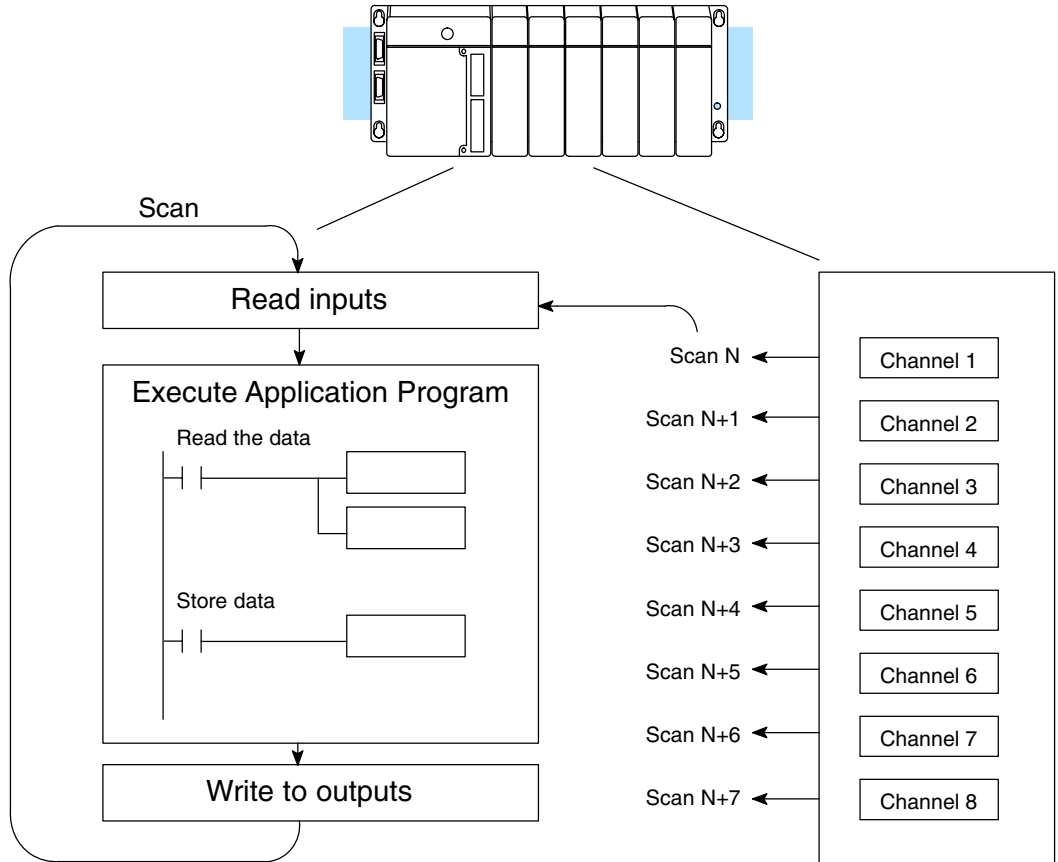 Scan
Read inputs
Execute Application Program
Read the data
Store data
Write to outputs
Scan N
Channel 1
Scan N+1
Channel 2
Scan N+2
Channel 3
Scan N+3
Channel 4
Scan N+4
Channel 5
Scan N+5
Channel 6
Scan N+6
Channel 7
Scan N+7
Channel 8